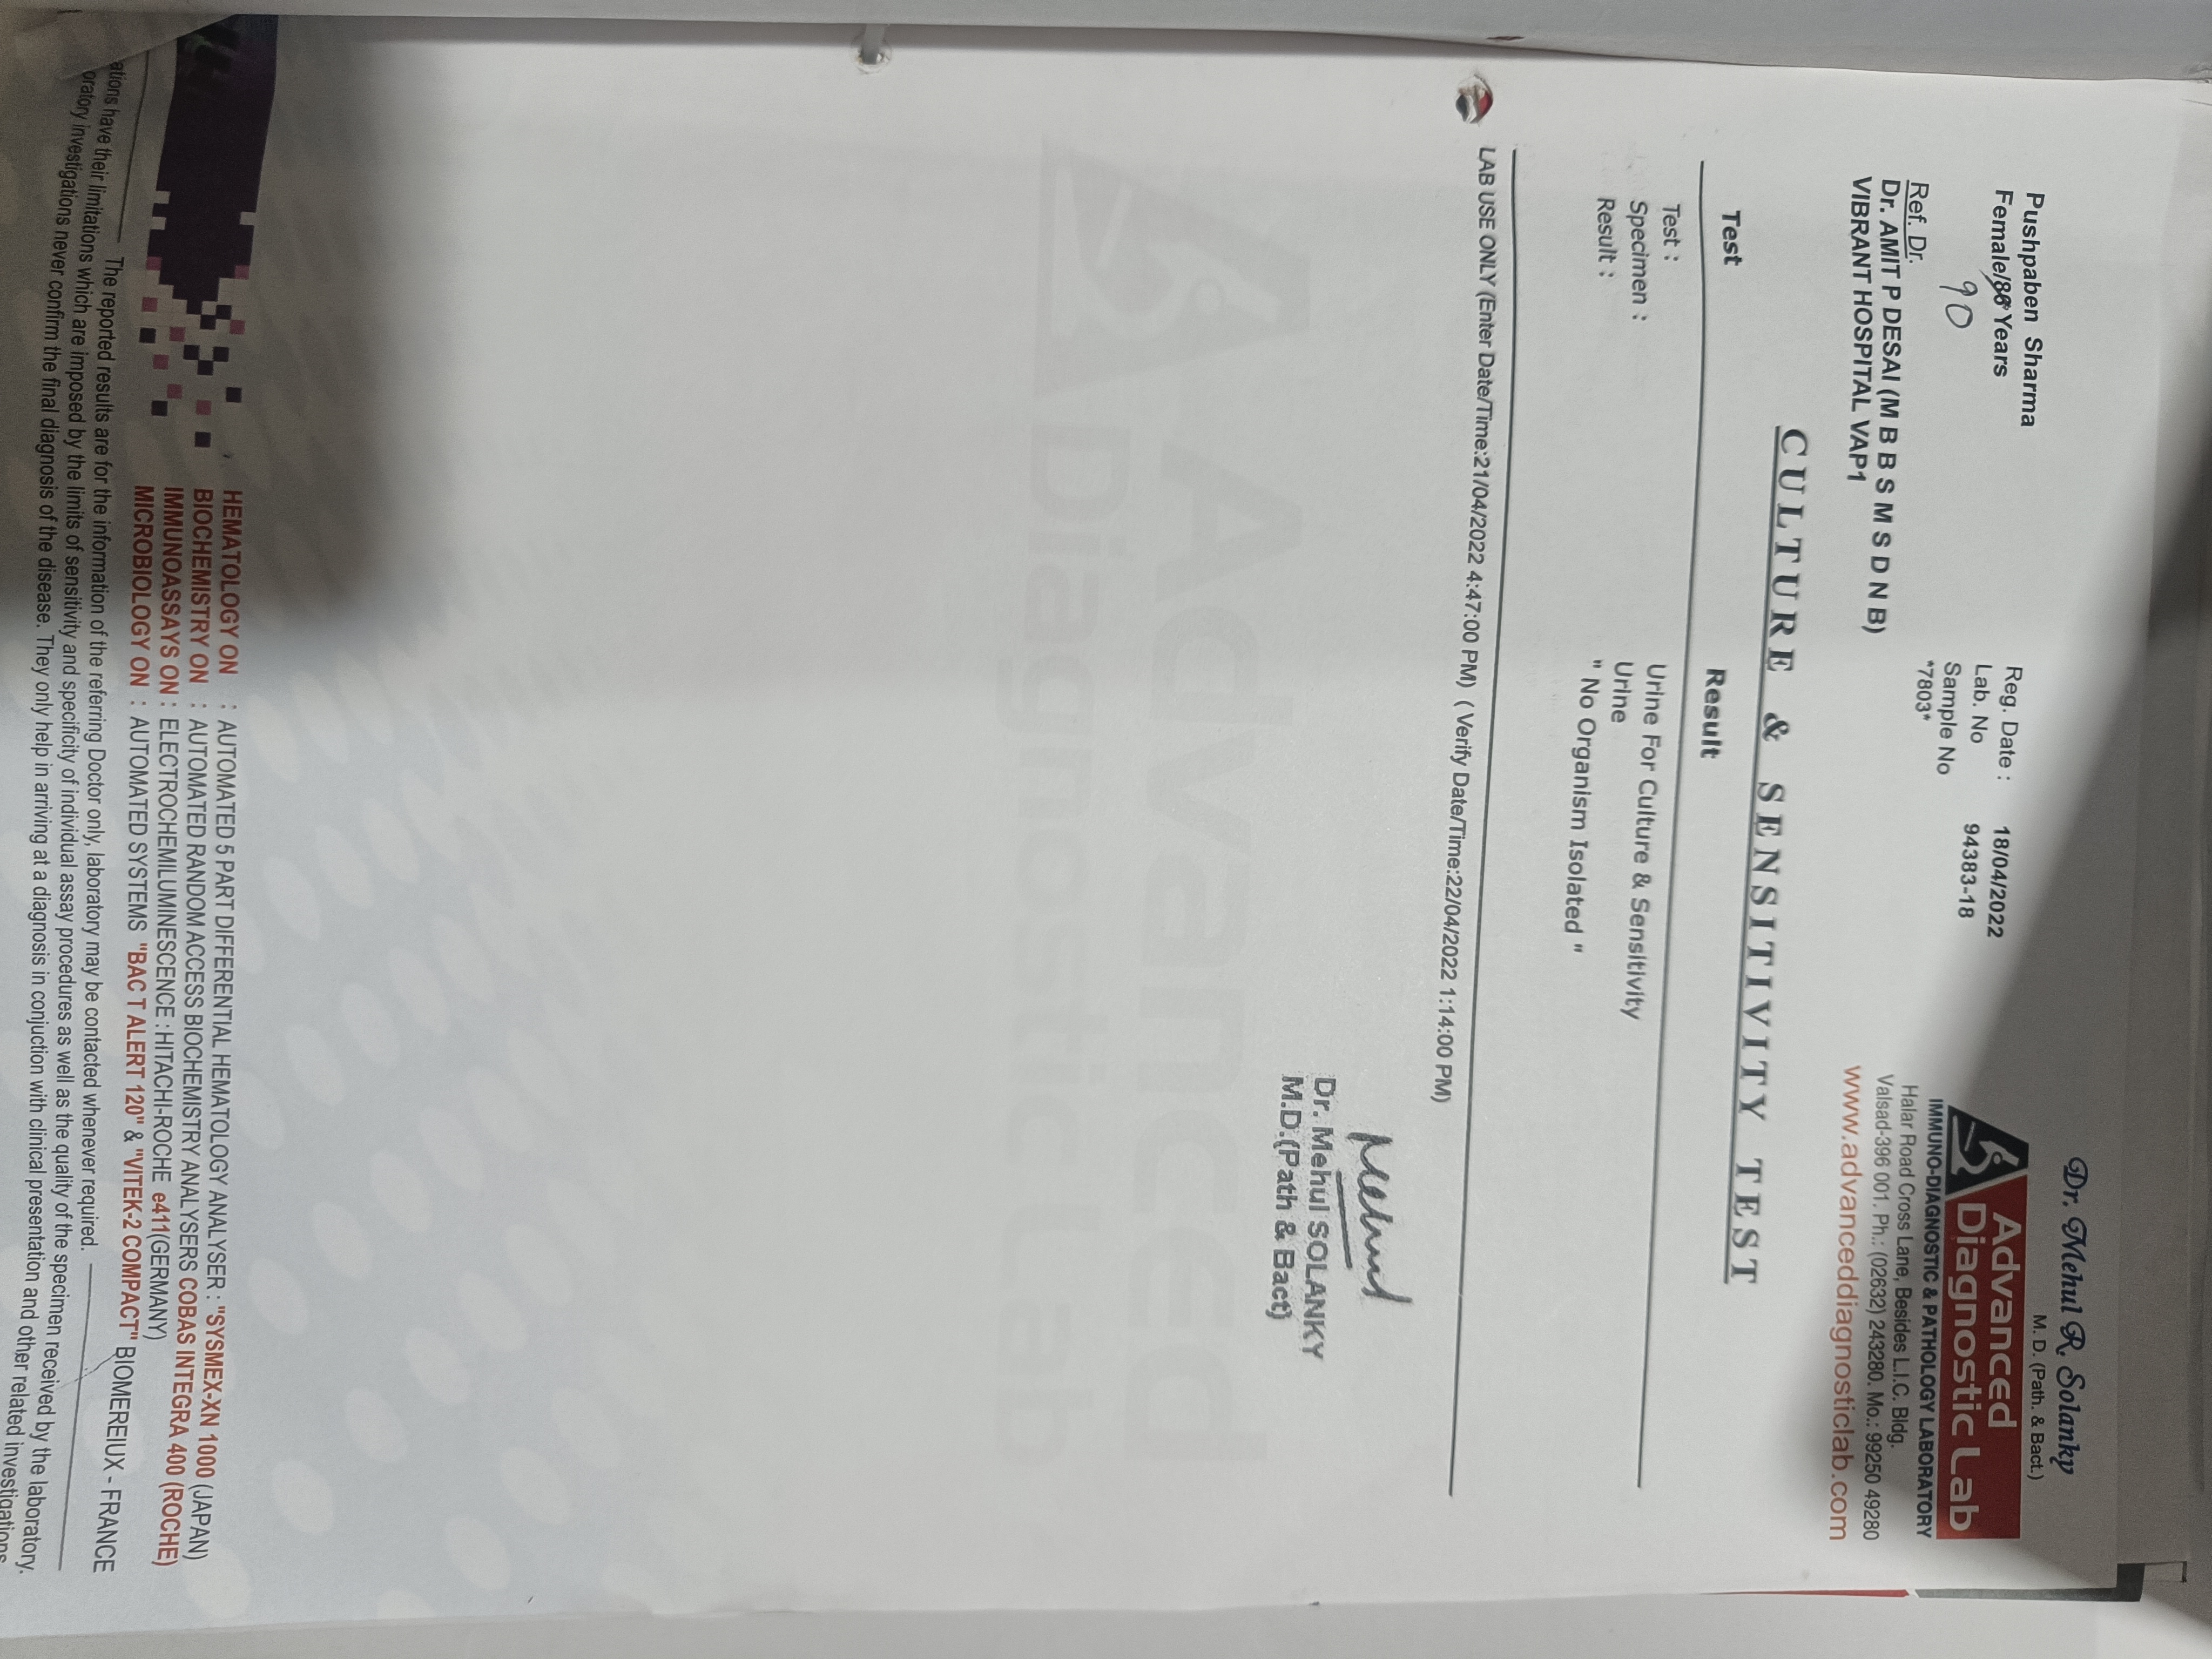 Dr. Mehul R. Solanky
M. D. (Path. & Bact.)
Advanced
Diagnostic Lab
IMMUNO-DIAGNOSTIC & PATHOLOGY LABORATORY
Halar Road Cross Lane, Besides L.I.C. Bldg.
Valsad-396 001. Ph.: (02632) 243280. Mo.: 99250 49280
www.advanceddiagnosticlab.com
Pushpaben Sharma
Female/86 Years
90
Ref. Dr.
Dr. AMIT P DESAI (M B B S M S D N B)
VIBRANT HOSPITAL VAP1
Reg. Date : 18/04/2022
Lab. No 94383-18
Sample No
*7803*
CULTURE & SENSITIVITY TEST
Test Result
Test : Urine For Culture & Sensitivity
Specimen : Urine
Result : " No Organism Isolated "
LAB USE ONLY (Enter Date/Time:21/04/2022 4:47:00 PM) ( Verify Date/Time:22/04/2022 1:14:00 PM)
Mehul
Dr. Mehul SOLANKY
M.D.(Path & Bact)
Advanced
Diagnostic Lab
HEMATOLOGY ON : AUTOMATED 5 PART DIFFERENTIAL HEMATOLOGY ANALYSER : "SYSMEX-XN 1000 (JAPAN)
BIOCHEMISTRY ON : AUTOMATED RANDOM ACCESS BIOCHEMISTRY ANALYSERS COBAS INTEGRA 400 (ROCHE)
IMMUNOASSAYS ON : ELECTROCHEMILUMINESCENCE : HITACHI-ROCHE e411(GERMANY)
MICROBIOLOGY ON : AUTOMATED SYSTEMS "BAC T ALERT 120" & "VITEK-2 COMPACT" BIOMEREIUX - FRANCE
The reported results are for the information of the referring Doctor only, laboratory may be contacted whenever required.
ations have their limitations which are imposed by the limits of sensitivity and specificity of individual assay procedures as well as the quality of the specimen received by the laboratory.
oratory investigations never confirm the final diagnosis of the disease. They only help in arriving at a diagnosis in conjuction with clinical presentation and other related investigations